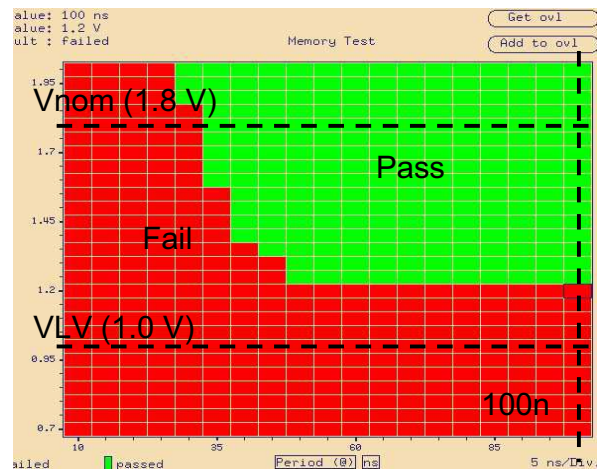 alue: 100 ns
alue: 1.2 V
ult : failed
Memory Test
Get ovl
Add to ovl
1.95
Vnom (1.8 V)
1.7
Pass
1.45
Fail
1.2
VLV (1.0 V)
0.95
100n
0.7
10 35 60 85
ailed passed Period (@) ns 5 ns/Div.